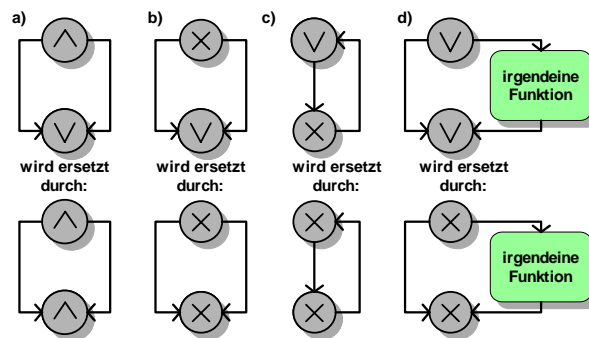 a)
b)
c)
d)
irgendeine
Funktion
wird ersetzt
durch:
wird ersetzt
durch:
wird ersetzt
durch:
wird ersetzt
durch:
irgendeine
Funktion